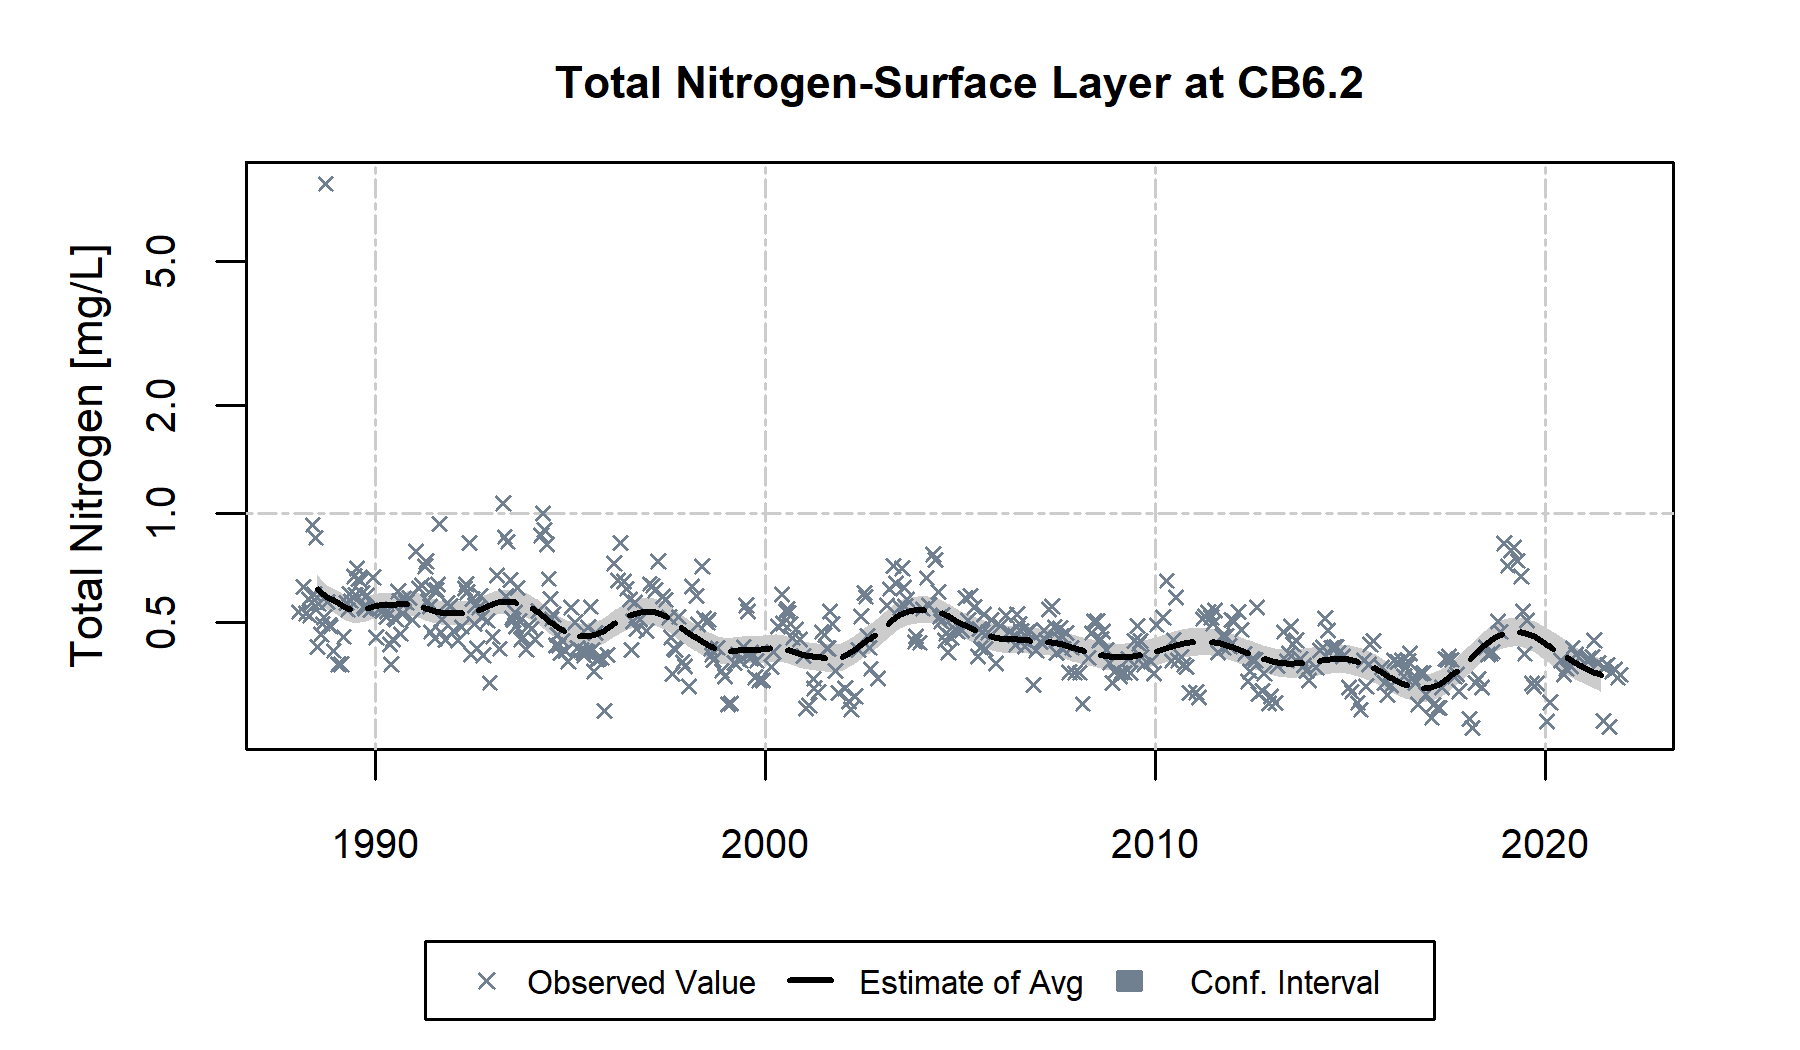 Total Nitrogen-Surface Layer at CB6.2
Total Nitrogen [mg/L]
5.0
2.0
1.0
0.5
1990 2000 2010 2020
Observed Value Estimate of Avg Conf. Interval